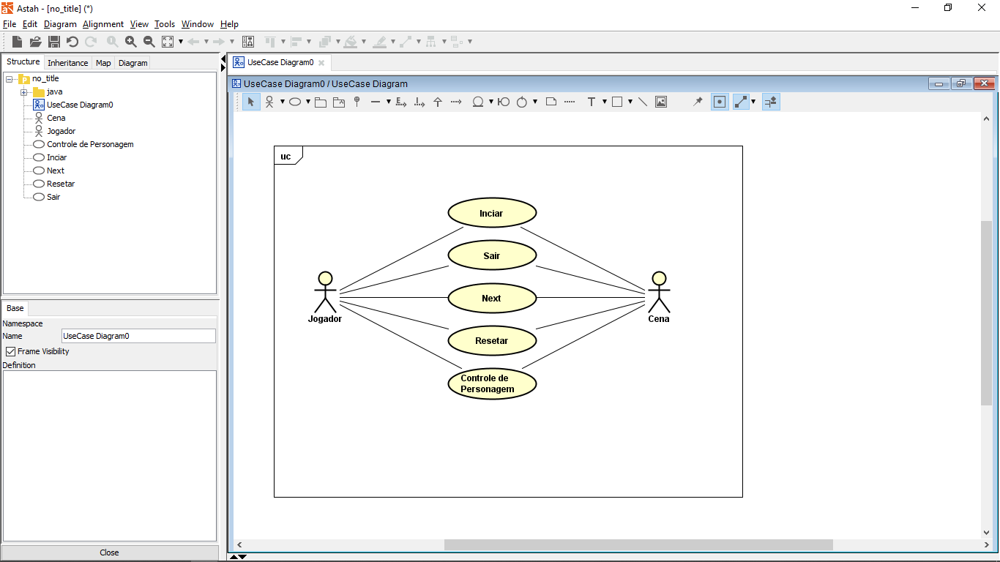 Astah - [no_title] (*)
File Edit Diagram Alignment View Tools Window Help
Structure Inheritance Map Diagram
no_title
java
UseCase Diagram0
Cena
Jogador
Controle de Personagem
Inciar
Next
Resetar
Sair
Base
Namespace
Name UseCase Diagram0
Frame Visibility
Definition
Close
UseCase Diagram0
UseCase Diagram0 / UseCase Diagram
uc
Inciar
Sair
Next
Resetar
Controle de
Personagem
Jogador
Cena